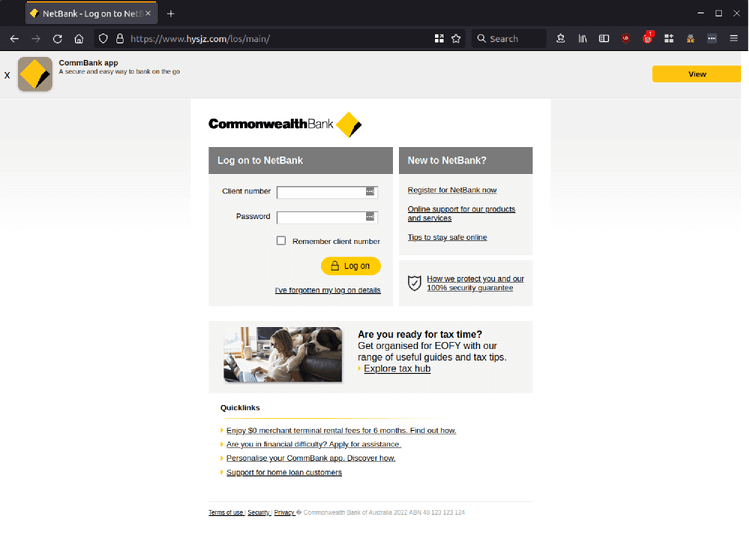 NetBank - Log on to Net
https://www.hysjz.com/los/main/
Search
1
X
CommBank app
A secure and easy way to bank on the go
View
CommonwealthBank
Log on to NetBank
Client number
Password
Remember client number
Log on
I've forgotten my log on details
New to NetBank?
Register for NetBank now
Online support for our products
and services
Tips to stay safe online
How we protect you and our
100% security guarantee
Are you ready for tax time?
Get organised for EOFY with our
range of useful guides and tax tips.
Explore tax hub
Quicklinks
Enjoy $0 merchant terminal rental fees for 6 months. Find out how.
Are you in financial difficulty? Apply for assistance.
Personalise your CommBank app. Discover how.
Support for home loan customers
Terms of use | Security | Privacy � Commonwealth Bank of Australia 2022 ABN 48 123 123 124